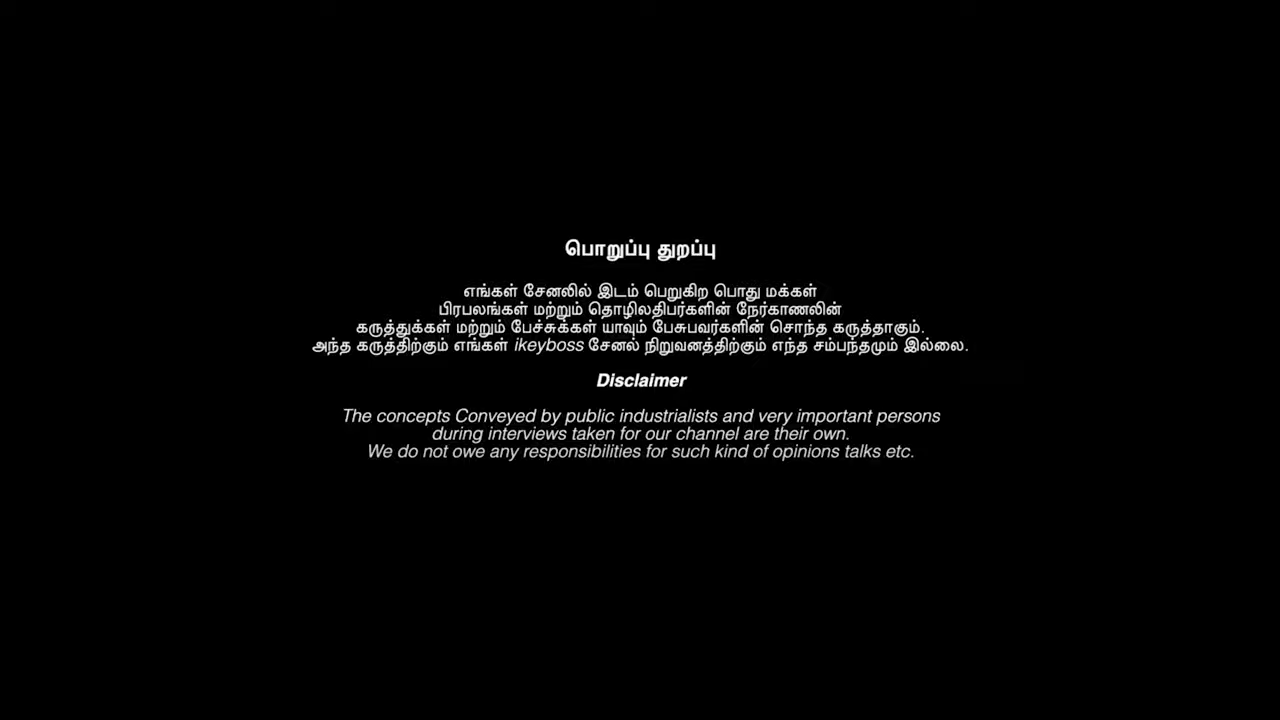 பொறுப்பு துறப்பு
எங்கள் சேனலில் இடம் பெறுகிற பொது மக்கள்
பிரபலங்கள் மற்றும் தொழிலதிபர்களின் நேர்காணலின்
கருத்துக்கள் மற்றும் பேச்சுக்கள் யாவும் பேசுபவர்களின் சொந்த கருத்தாகும்.
அந்த கருத்திற்கும் எங்கள் ikeyboss சேனல் நிறுவனத்திற்கும் எந்த சம்பந்தமும் இல்லை.
Disclaimer
The concepts Conveyed by public industrialists and very important persons
during interviews taken for our channel are their own.
We do not owe any responsibilities for such kind of opinions talks etc.